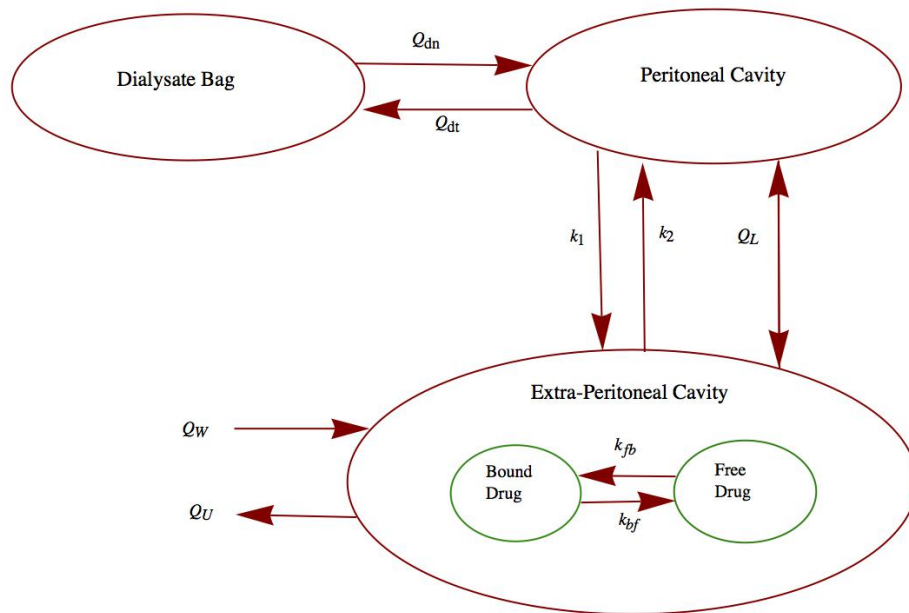 Q_dn
Dialysate Bag
Peritoneal Cavity
Q_dt
k_1
k_2
Q_L
Extra-Peritoneal Cavity
Q_W
k_fb
Bound
Drug
Free
Drug
Q_U
k_bf